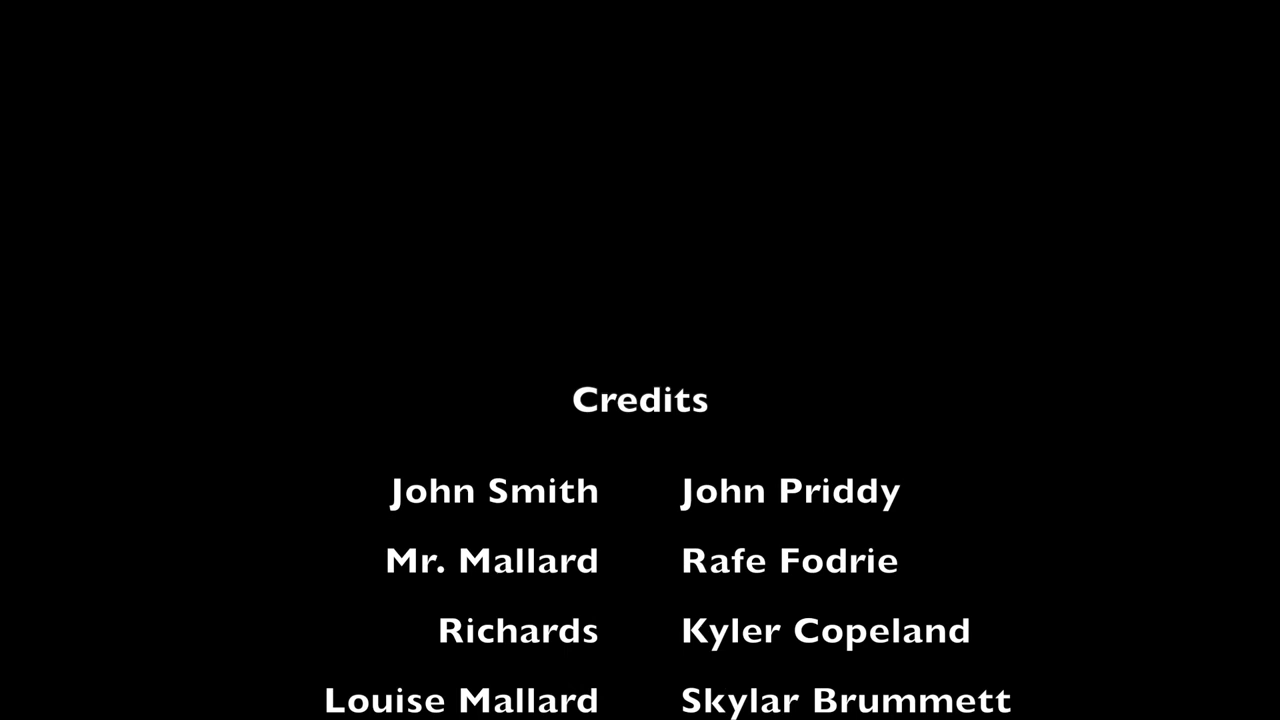 Credits
John Smith John Priddy
Mr. Mallard Rafe Fodrie
Richards Kyler Copeland
Louise Mallard Skylar Brummett